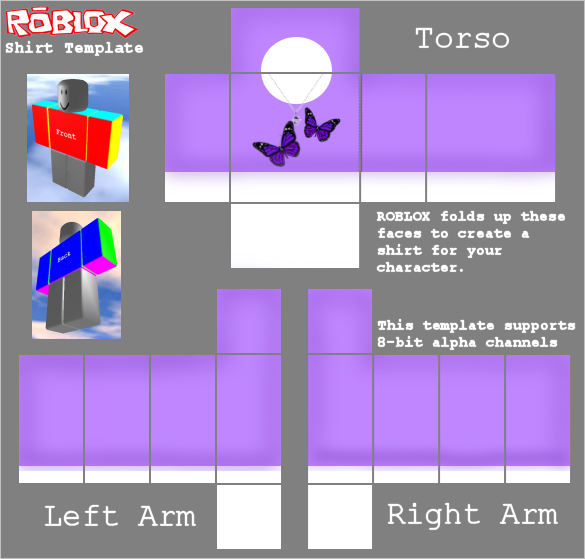 RŌBLOX
Shirt Template
Torso
Front
Back
ROBLOX folds up these
faces to create a
shirt for your
character.
This template supports
8-bit alpha channels
Left Arm
Right Arm